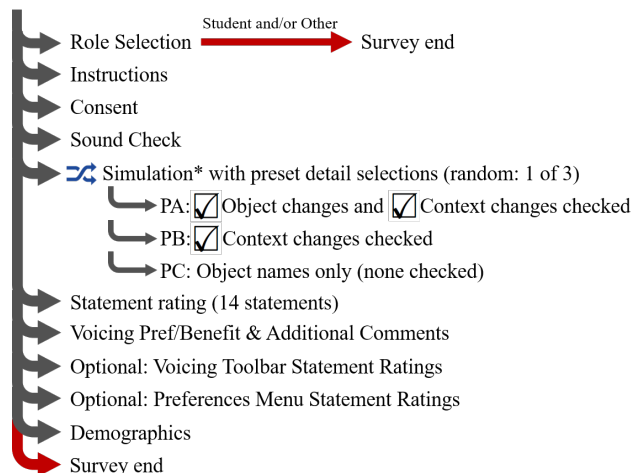 Student and/or Other
Role Selection Survey end
Instructions
Consent
Sound Check
Simulation* with preset detail selections (random: 1 of 3)
PA: Object changes and Context changes checked
PB: Context changes checked
PC: Object names only (none checked)
Statement rating (14 statements)
Voicing Pref/Benefit & Additional Comments
Optional: Voicing Toolbar Statement Ratings
Optional: Preferences Menu Statement Ratings
Demographics
Survey end